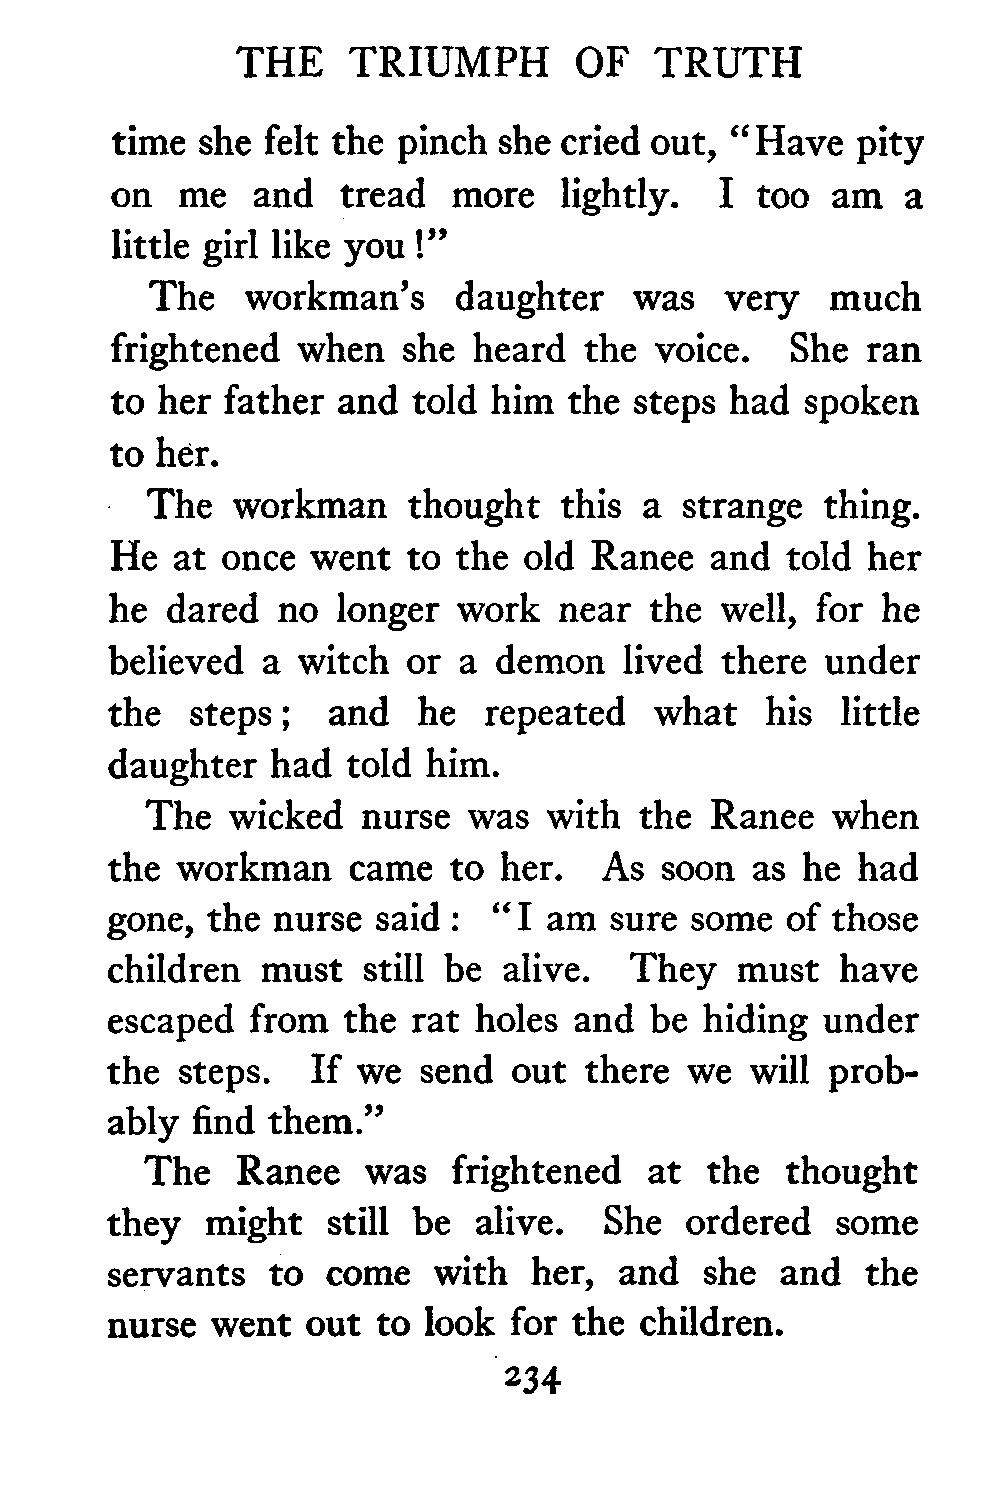 THE TRIUMPH OF TRUTH
time she felt the pinch she cried out, “Have pity
on me and tread more lightly. I too am a
little girl like you!”
The workman’s daughter was very much
frightened when she heard the voice. She ran
to her father and told him the steps had spoken
to her.
The workman thought this a strange thing.
He at once went to the old Ranee and told her
he dared no longer work near the well, for he
believed a witch or a demon lived there under
the steps; and he repeated what his little
daughter had told him.
The wicked nurse was with the Ranee when
the workman came to her. As soon as he had
gone, the nurse said: “I am sure some of those
children must still be alive. They must have
escaped from the rat holes and be hiding under
the steps. If we send out there we will prob-
ably find them.”
The Ranee was frightened at the thought
they might still be alive. She ordered some
servants to come with her, and she and the
nurse went out to look for the children.
234